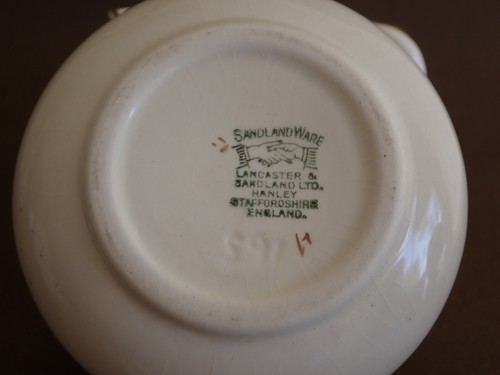 SANDLAND WARE
LANCASTER &
SANDLAND LTD.
HANLEY
STAFFORDSHIRE
ENGLAND.